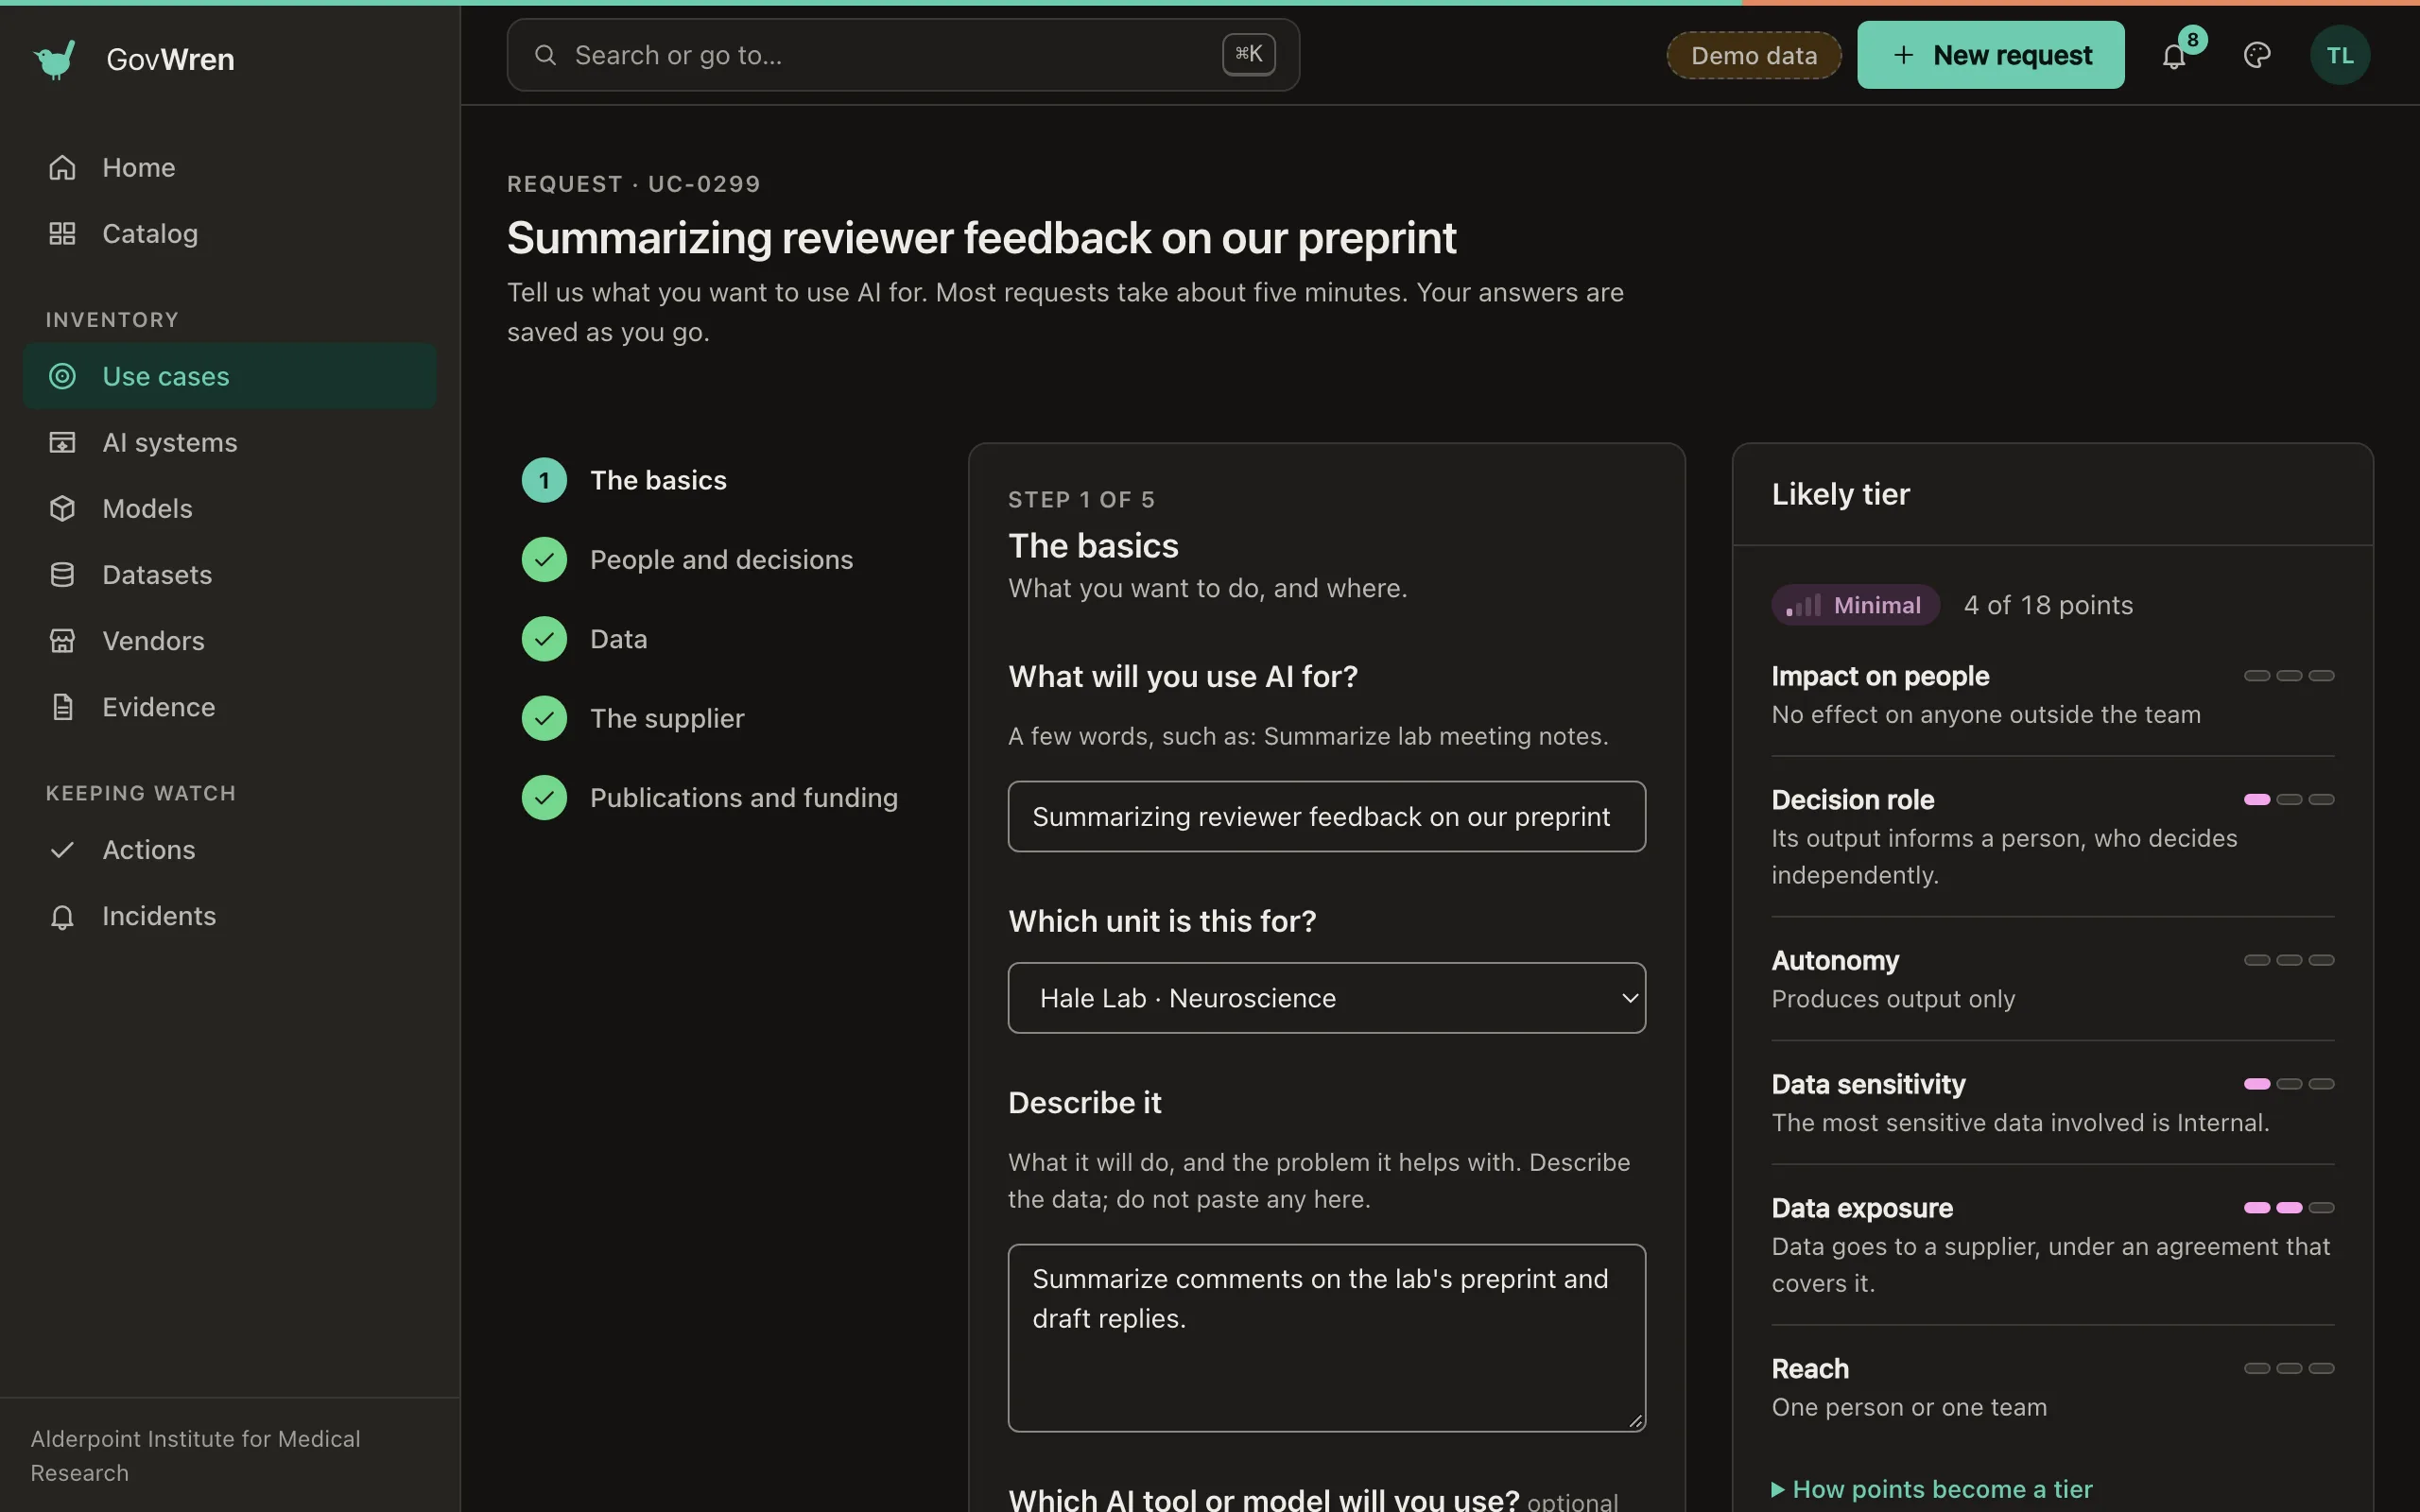 GovWren
Search or go to...
⌘K
Demo data
+ New request
8
TL
Home
Catalog
INVENTORY
Use cases
AI systems
Models
Datasets
Vendors
Evidence
KEEPING WATCH
Actions
Incidents
Alderpoint Institute for Medical
Research
REQUEST · UC-0299
Summarizing reviewer feedback on our preprint
Tell us what you want to use AI for. Most requests take about five minutes. Your answers are
saved as you go.
1
The basics
People and decisions
Data
The supplier
Publications and funding
STEP 1 OF 5
The basics
What you want to do, and where.
What will you use AI for?
A few words, such as: Summarize lab meeting notes.
Summarizing reviewer feedback on our preprint
Which unit is this for?
Hale Lab · Neuroscience
Describe it
What it will do, and the problem it helps with. Describe
the data; do not paste any here.
Summarize comments on the lab's preprint and
draft replies.
Which AI tool or model will you use? optional
Likely tier
Minimal
4 of 18 points
Impact on people
No effect on anyone outside the team
Decision role
Its output informs a person, who decides
independently.
Autonomy
Produces output only
Data sensitivity
The most sensitive data involved is Internal.
Data exposure
Data goes to a supplier, under an agreement that
covers it.
Reach
One person or one team
How points become a tier